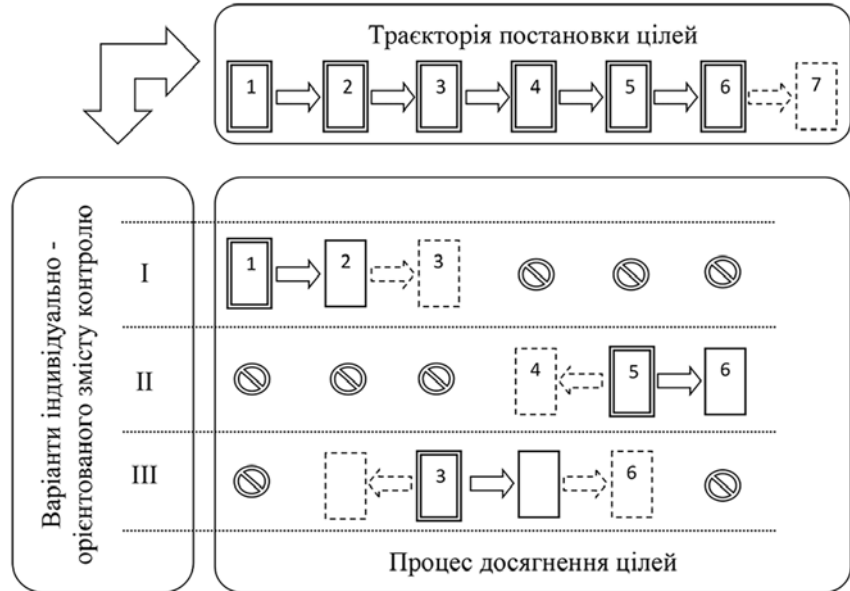 Траєкторія постановки цілей
1 2 3 4 5 6 7
Варіанти індивідуально -
орієнтованого змісту контролю
I 1 2 3
II 4 5 6
III 3 6
Процес досягнення цілей